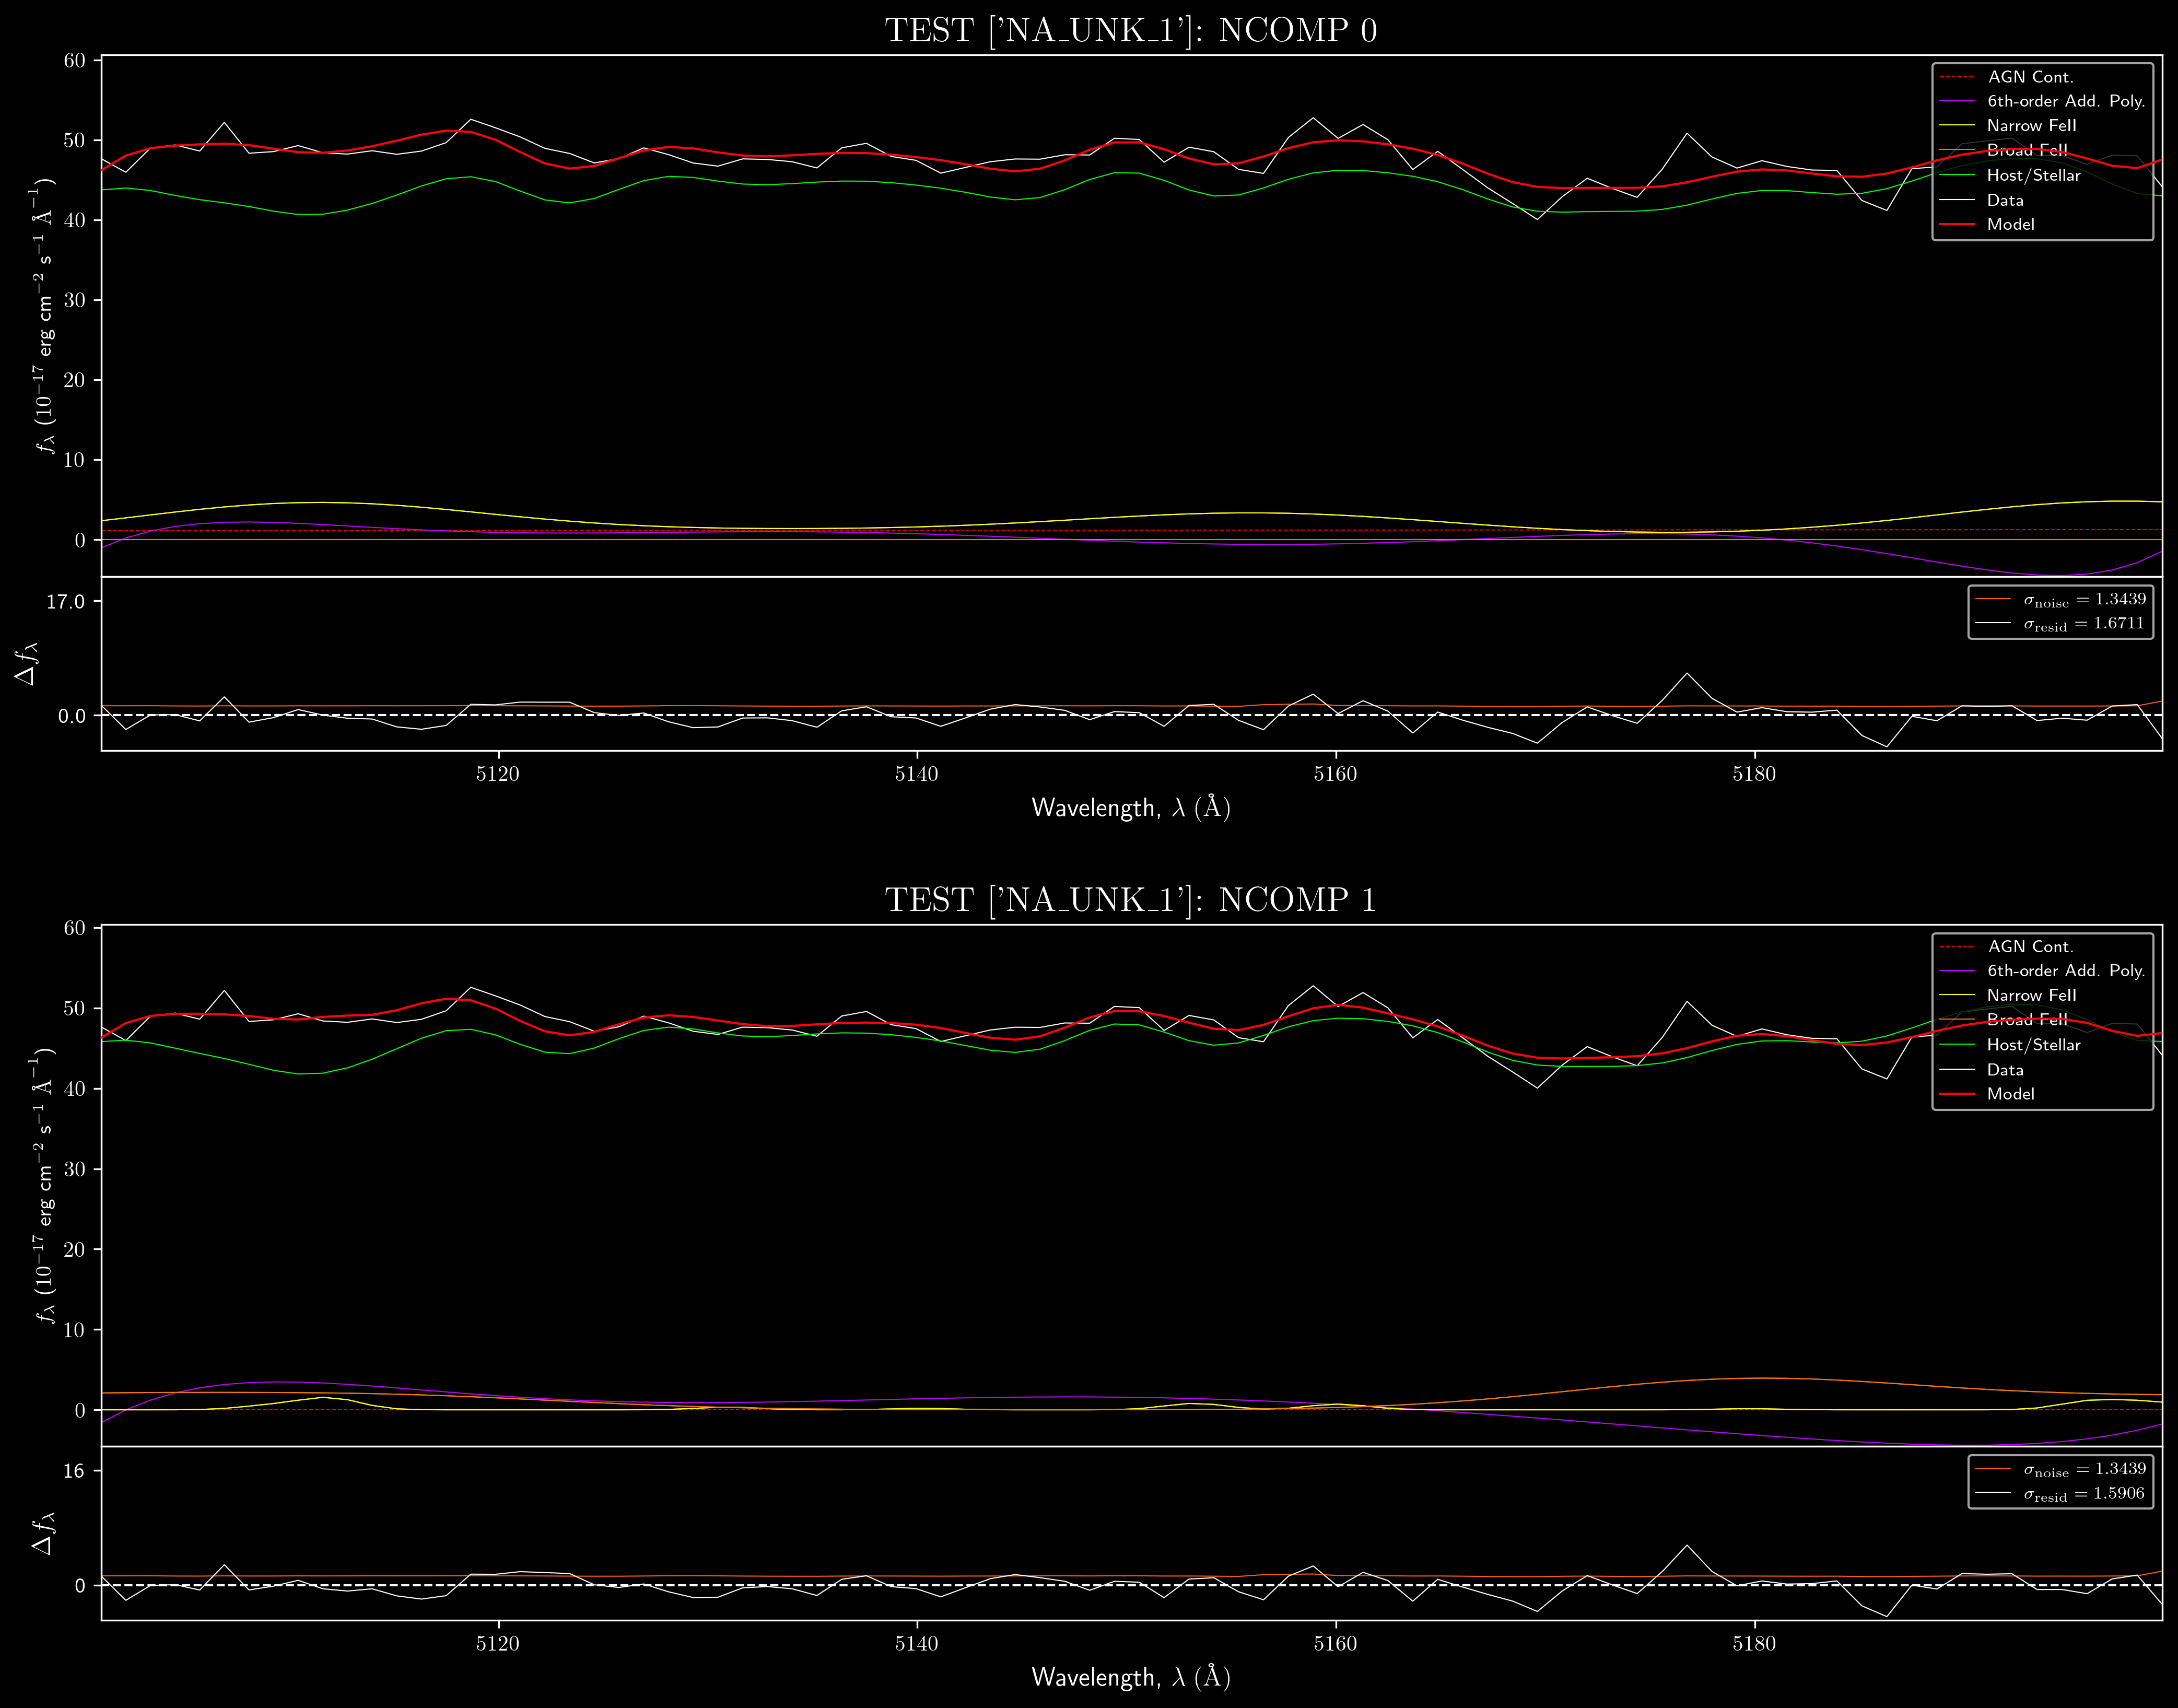 TEST ['NA_UNK_1']: NCOMP 0
60
50
40
30
20
10
0
f_λ (10^−17 erg cm^−2 s^−1 Å^−1)
AGN Cont.
6th-order Add. Poly.
Narrow FeII
Broad FeII
Host/Stellar
Data
Model
17.0
0.0
Δf_λ
σ_noise = 1.3439
σ_resid = 1.6711
5120 5140 5160 5180
Wavelength, λ (Å)
TEST ['NA_UNK_1']: NCOMP 1
60
50
40
30
20
10
0
f_λ (10^−17 erg cm^−2 s^−1 Å^−1)
AGN Cont.
6th-order Add. Poly.
Narrow FeII
Broad FeII
Host/Stellar
Data
Model
16
0
Δf_λ
σ_noise = 1.3439
σ_resid = 1.5906
5120 5140 5160 5180
Wavelength, λ (Å)